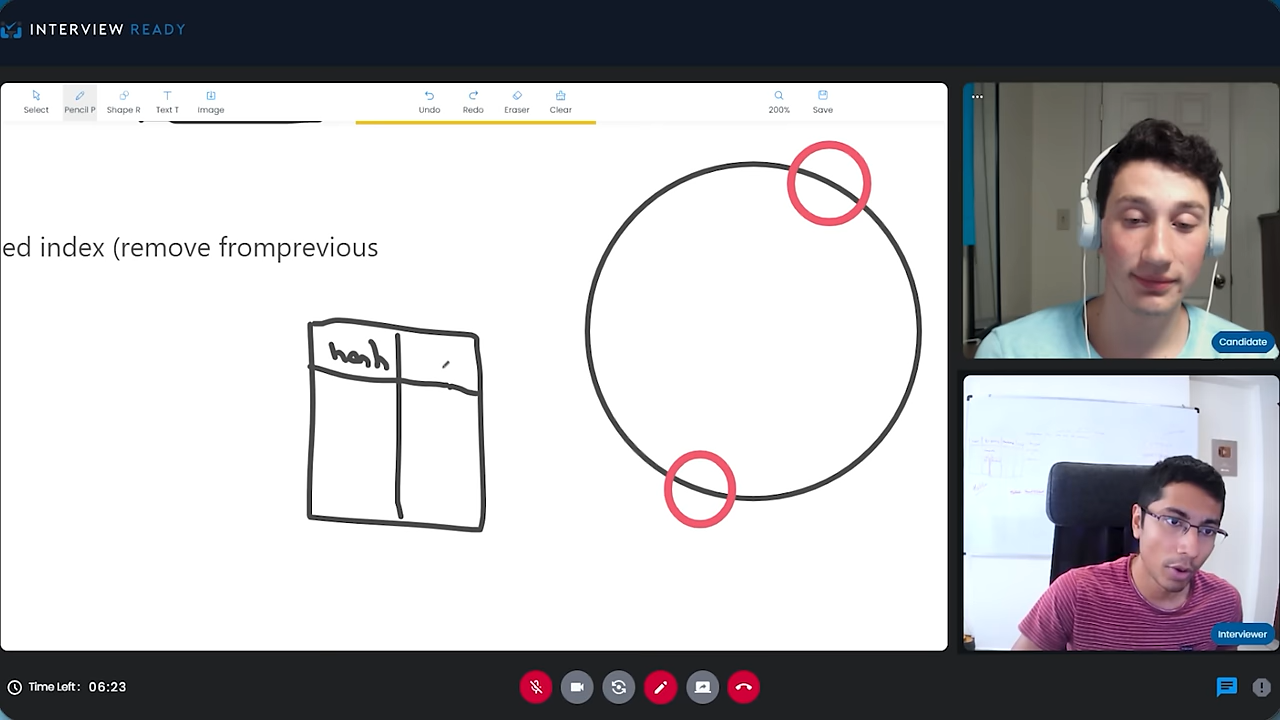 INTERVIEW READY
Select
Pencil P
Shape R
Text T
Image
Undo
Redo
Eraser
Clear
200%
Save
ed index (remove fromprevious
hash
Candidate
Interviewer
Time Left : 06:23